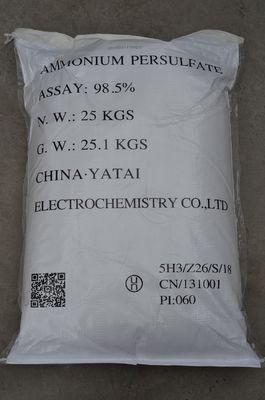 AMMONIUM PERSULFATE
ASSAY: 98.5%
N. W.: 25 KGS
G. W.: 25.1 KGS
CHINA·YATAI
ELECTROCHEMISTRY CO.,LTD
5H3/Z26/S/18
CN/131001
PI:060